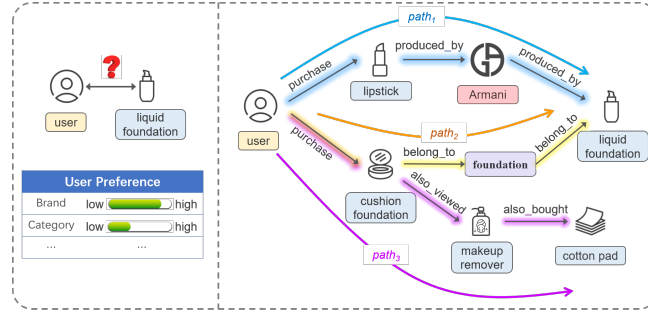 ?
user
liquid
foundation
User Preference
Brand low high
Category low high
... ...
path1
purchase
produced_by
produced_by
lipstick
Armani
user
path2
purchase
belong_to
foundation
belong_to
liquid
foundation
cushion
foundation
also_viewed
also_bought
makeup
remover
cotton pad
path3